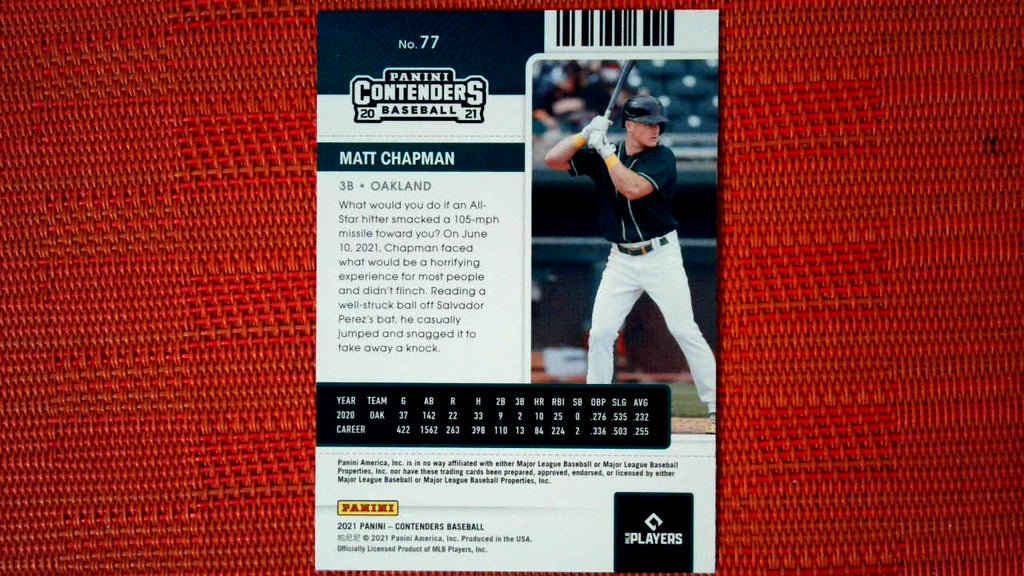 No. 77
PANINI
CONTENDERS
20 BASEBALL 21
MATT CHAPMAN
3B • OAKLAND
What would you do if an All-
Star hitter smacked a 105-mph
missile toward you? On June
10, 2021, Chapman faced
what would be a horrifying
experience for most people
and didn't flinch. Reading a
well-struck ball off Salvador
Perez's bat, he casually
jumped and snagged it to
take away a knock.
YEAR TEAM G AB R H 2B 3B HR RBI SB OBP SLG AVG
2020 OAK 37 142 22 33 9 2 10 25 0 .276 .535 .232
CAREER 422 1562 263 398 110 13 84 224 2 .336 .503 .255
Panini America, Inc. is in no way affiliated with either Major League Baseball or Major League Baseball
Properties, Inc. nor have these trading cards been prepared, approved, endorsed, or licensed by either
Major League Baseball or Major League Baseball Properties, Inc.
PANINI
2021 PANINI – CONTENDERS BASEBALL
帕尼尼 © 2021 Panini America, Inc. Produced in the USA.
Officially Licensed Product of MLB Players, Inc.
MLB PLAYERS